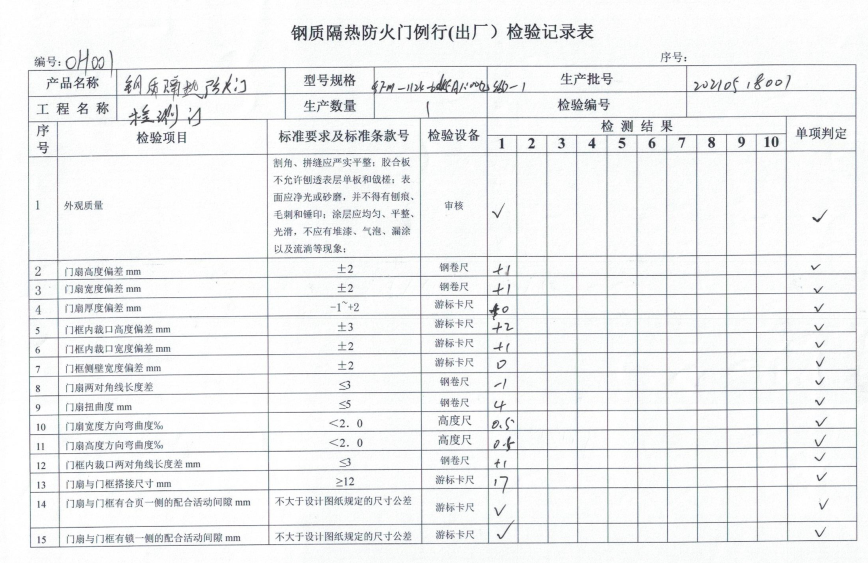 钢质隔热防火门例行(出厂）检验记录表
编号: 0H001 序号:
产品名称 钢质隔热防火门 型号规格 生产批号 20210518001
工程名称 检测门 生产数量 1 检验编号
序号 检验项目 标准要求及标准条款号 检验设备 检测结果 单项判定
1 2 3 4 5 6 7 8 9 10
1 外观质量 割角、拼缝应严实平整；胶合板
不允许刨透表层单板和戗槎；表
面应净光或砂磨，并不得有刨痕、
毛刺和锤印；涂层应均匀、平整、
光滑，不应有堆漆、气泡、漏涂
以及流淌等现象；
审核 ✓ ✓
2 门扇高度偏差 mm ±2 钢卷尺 +1 ✓
3 门扇宽度偏差 mm ±2 钢卷尺 +1 ✓
4 门扇厚度偏差 mm -1~+2 游标卡尺 0 ✓
5 门框内裁口高度偏差 mm ±3 游标卡尺 +2 ✓
6 门框内裁口宽度偏差 mm ±2 游标卡尺 +1 ✓
7 门框侧壁宽度偏差 mm ±2 游标卡尺 0 ✓
8 门扇两对角线长度差 ≤3 钢卷尺 -1 ✓
9 门扇扭曲度 mm ≤5 钢卷尺 4 ✓
10 门扇宽度方向弯曲度‰ <2. 0 高度尺 0.5 ✓
11 门扇高度方向弯曲度‰ <2. 0 高度尺 0.5 ✓
12 门框内裁口两对角线长度差 mm ≤3 钢卷尺 +1 ✓
13 门扇与门框搭接尺寸 mm ≥12 游标卡尺 17 ✓
14 门扇与门框有合页一侧的配合活动间隙 mm 不大于设计图纸规定的尺寸公差 游标卡尺 ✓ ✓
15 门扇与门框有锁一侧的配合活动间隙 mm 不大于设计图纸规定的尺寸公差 游标卡尺 ✓ ✓